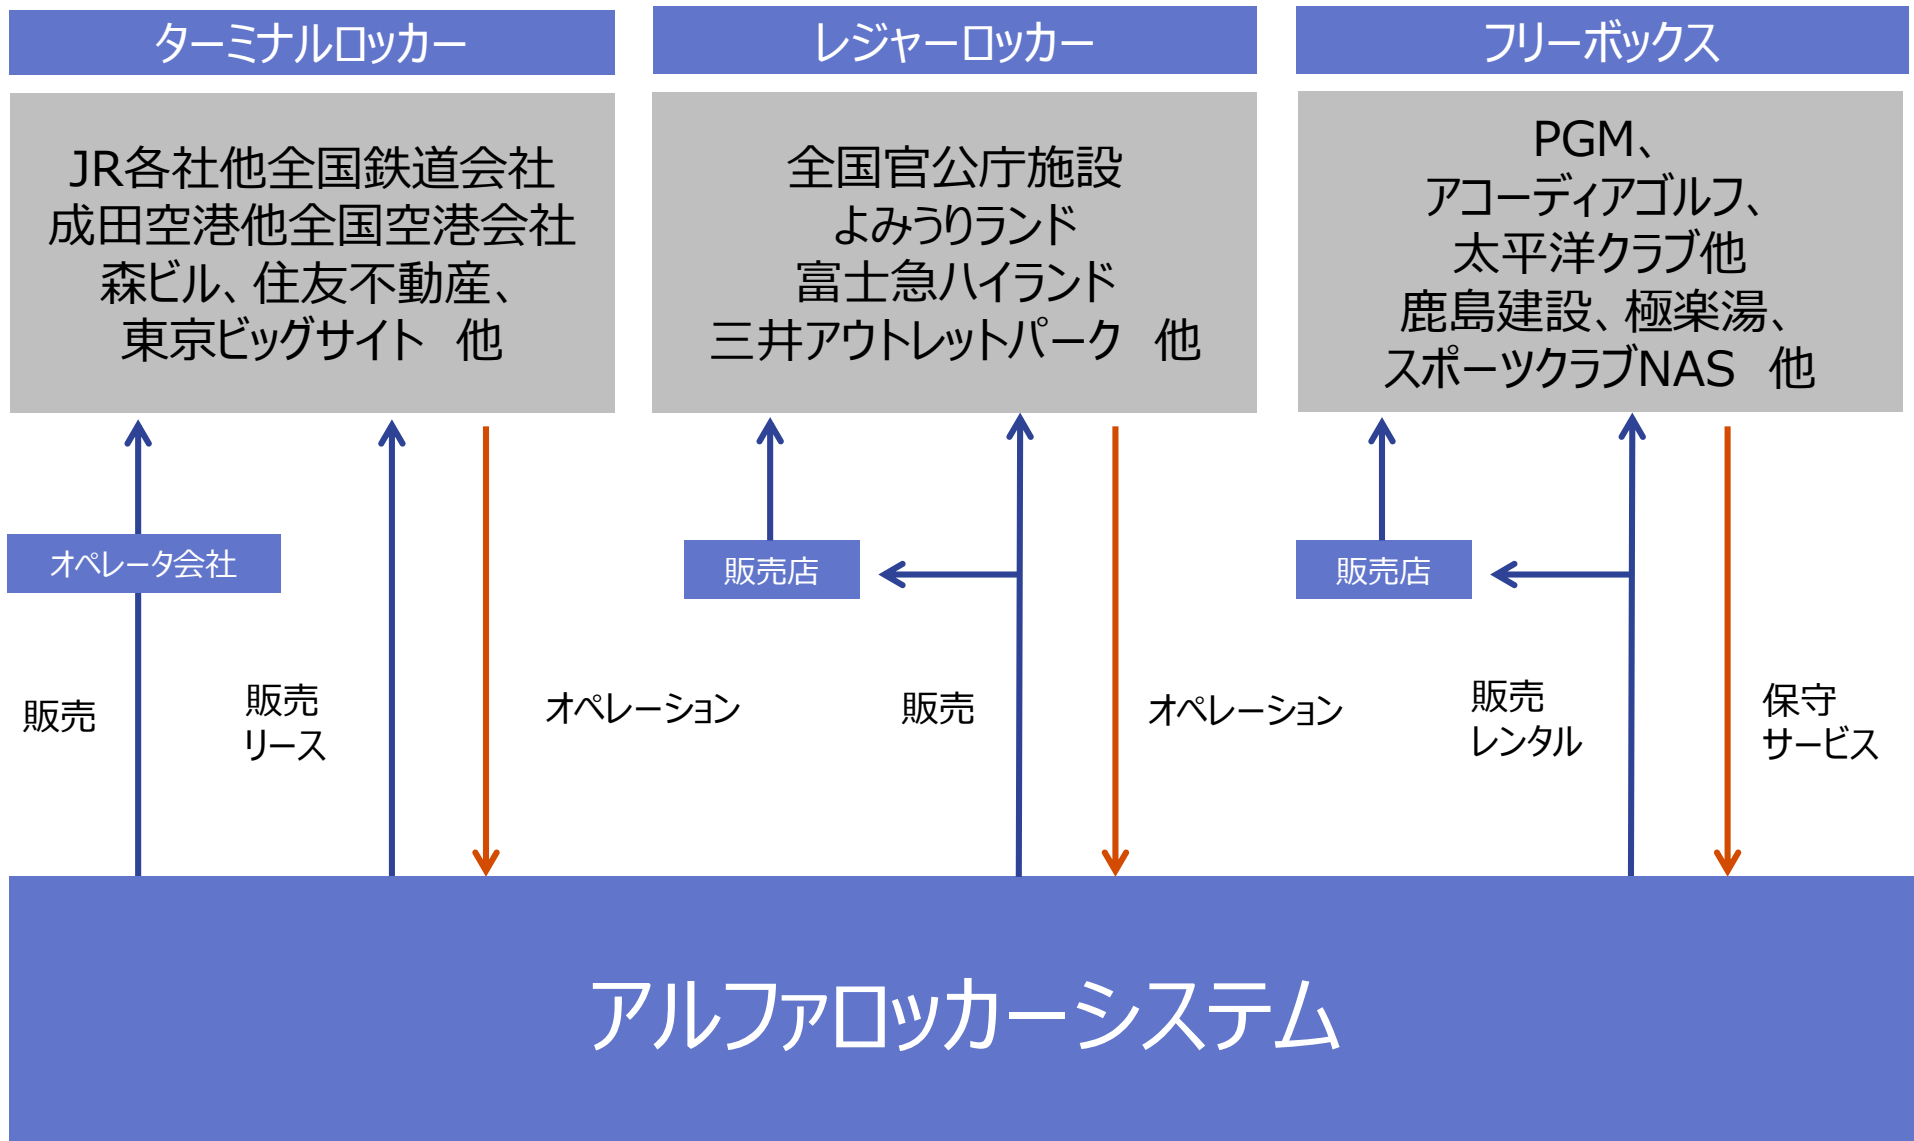 ターミナルロッカー
JR各社他全国鉄道会社
成田空港他全国空港会社
森ビル、住友不動産、
東京ビッグサイト　他
レジャーロッカー
全国官公庁施設
よみうりランド
富士急ハイランド
三井アウトレットパーク　他
フリーボックス
PGM、
アコーディアゴルフ、
太平洋クラブ他
鹿島建設、極楽湯、
スポーツクラブNAS　他
オペレータ会社
販売
販売
リース
オペレーション
販売店
販売
オペレーション
販売店
販売
レンタル
保守
サービス
アルファロッカーシステム